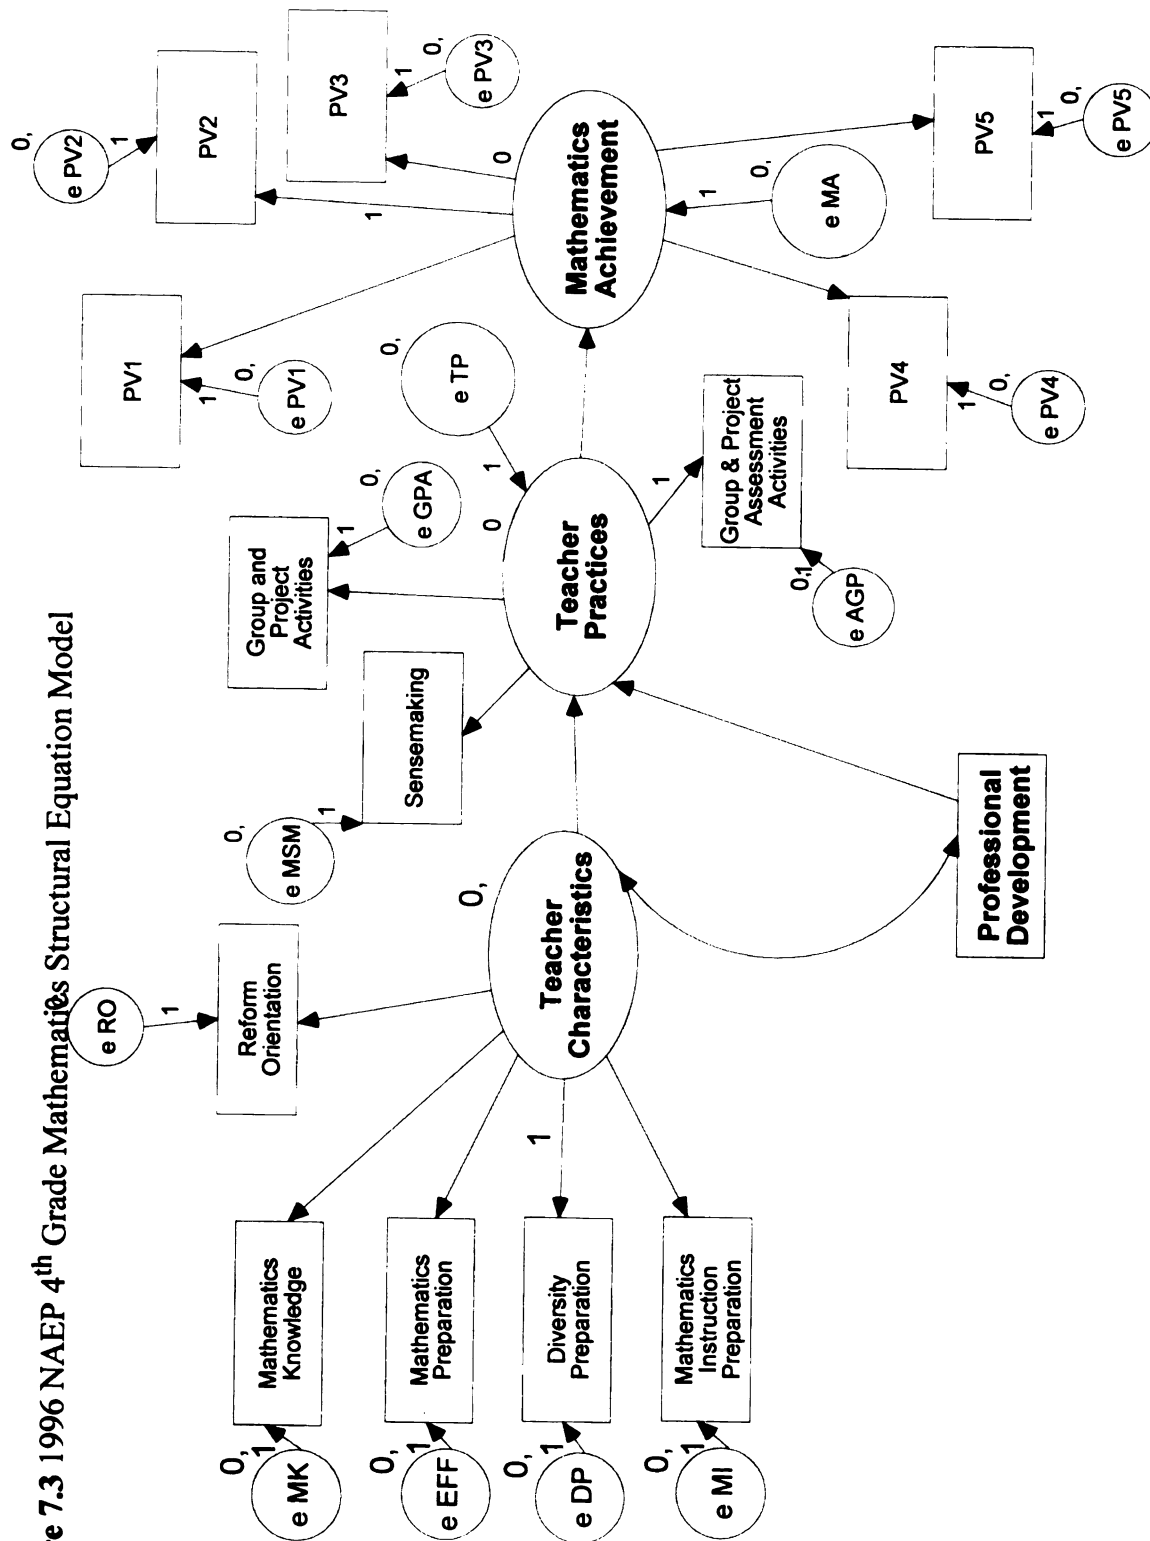 e 7.3 1996 NAEP 4th Grade Mathematics Structural Equation Model
e RO
1
Reform
Orientation
0,
e MSM
1
Sensemaking
Group and
Project
Activities
1
e GPA
0,
0,
e TP
1
0
PV1
1
0,
e PV1
0,
e PV2
1
PV2
1
PV3
1
0,
e PV3
0
Mathematics
Knowledge
0,
1
e MK
Mathematics
Preparation
0,
1
e EFF
Diversity
Preparation
0,
1
e DP
Mathematics
Instruction
Preparation
0,
1
e MI
1
0,
Teacher
Characteristics
Teacher
Practices
Mathematics
Achievement
1
0,
e MA
1
Group & Project
Assessment
Activities
0,1
e AGP
Professional
Development
PV4
1
0,
e PV4
PV5
1
0,
e PV5